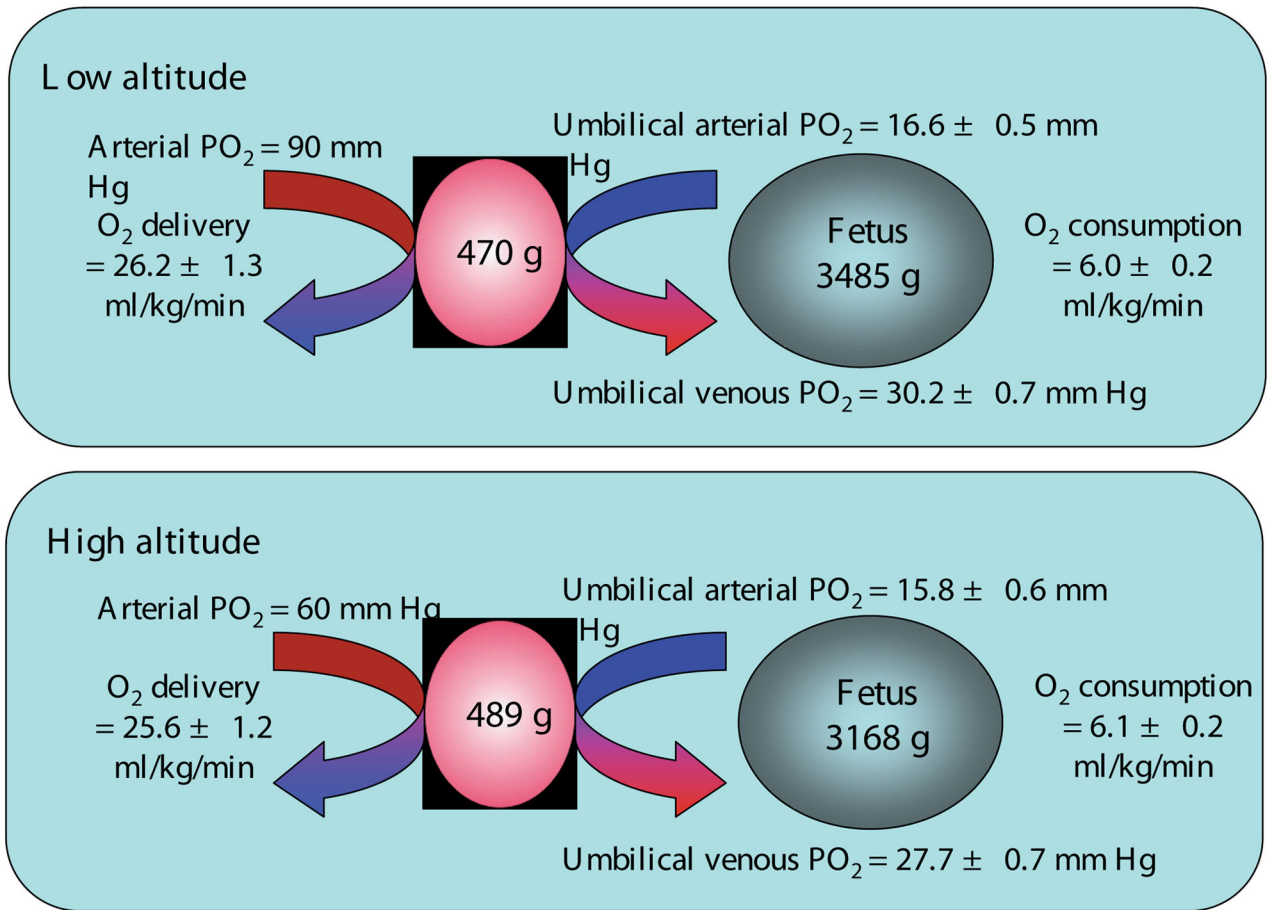 Low altitude
Arterial PO₂ = 90 mm
Hg
O₂ delivery
= 26.2 ± 1.3
ml/kg/min
470 g
Umbilical arterial PO₂ = 16.6 ± 0.5 mm
Hg
Fetus
3485 g
O₂ consumption
= 6.0 ± 0.2
ml/kg/min
Umbilical venous PO₂ = 30.2 ± 0.7 mm Hg
High altitude
Arterial PO₂ = 60 mm Hg
O₂ delivery
= 25.6 ± 1.2
ml/kg/min
489 g
Umbilical arterial PO₂ = 15.8 ± 0.6 mm
Hg
Fetus
3168 g
O₂ consumption
= 6.1 ± 0.2
ml/kg/min
Umbilical venous PO₂ = 27.7 ± 0.7 mm Hg